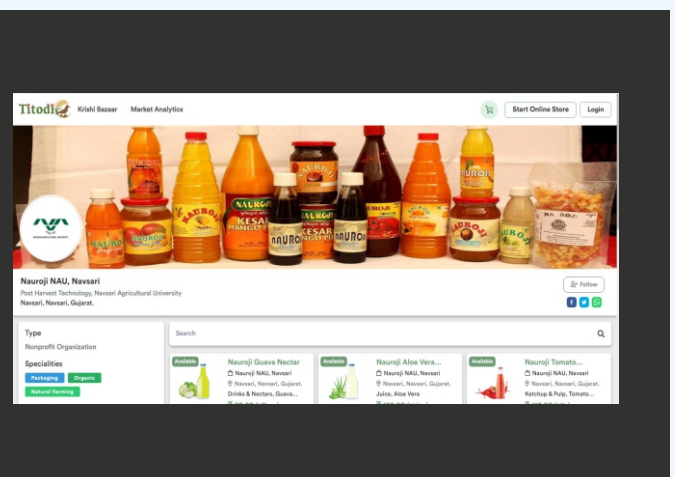 Titodi
Krishi Bazaar
Market Analytics
Start Online Store
Login
NAUROJI
KESAR
MANGO
NAUROJI
NAUROJI
KESAR
NAUROJI
Nauroji NAU, Navsari
Post Harvest Technology, Navsari Agricultural University
Navsari, Navsari, Gujarat.
Follow
Type
Nonprofit Organization
Specialities
Packaging
Organic
Natural Farming
Search
Available
Nauroji Guava Nectar
Nauroji NAU, Navsari
Navsari, Navsari, Gujarat.
Drinks & Nectars, Guava...
Available
Nauroji Aloe Vera...
Nauroji NAU, Navsari
Navsari, Navsari, Gujarat.
Juice, Aloe Vera
Available
Nauroji Tomato...
Nauroji NAU, Navsari
Navsari, Navsari, Gujarat.
Ketchup & Pulp, Tomato...